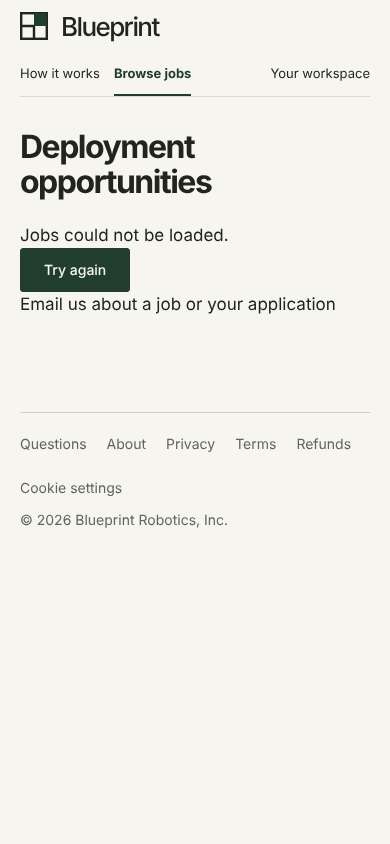 Blueprint
How it works Browse jobs Your workspace
Deployment
opportunities
Jobs could not be loaded.
Try again
Email us about a job or your application
Questions About Privacy Terms Refunds
Cookie settings
© 2026 Blueprint Robotics, Inc.